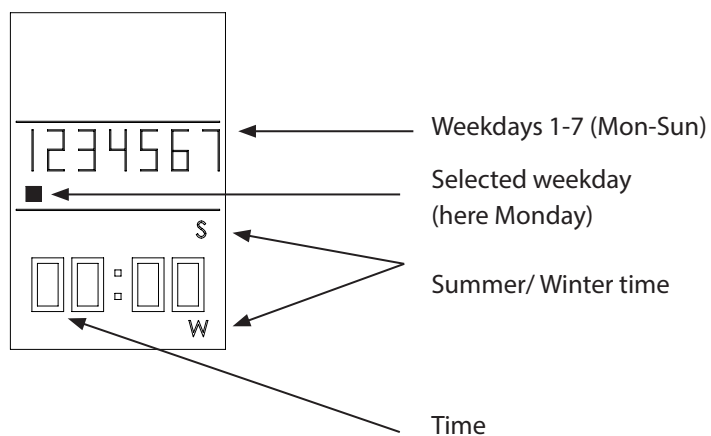 1234567
Weekdays 1-7 (Mon-Sun)
Selected weekday
(here Monday)
S
00:00
Summer/ Winter time
W
Time